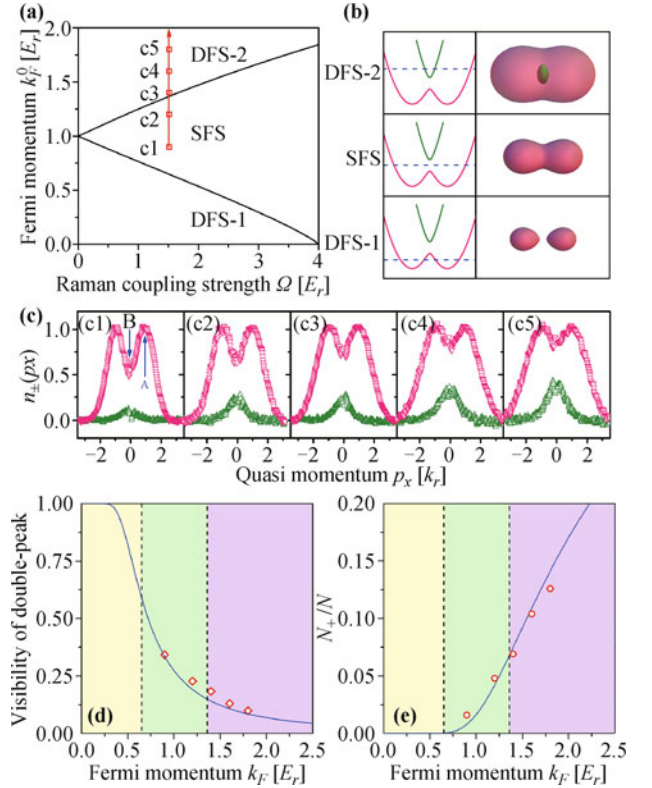 (a)
Fermi momentum k_F^0 [E_r]
2.0
1.5
1.0
0.5
0.0
c5
c4
c3
c2
c1
DFS-2
SFS
DFS-1
0 1 2 3 4
Raman coupling strength Ω [E_r]
(b)
DFS-2
SFS
DFS-1
(c)
n_±(px)
1.0
0.5
0.0
(c1) B (c2) (c3) (c4) (c5)
A
−2 0 2 −2 0 2 −2 0 2 −2 0 2 −2 0 2
Quasi momentum p_x [k_r]
Visibility of double-peak
1.00
0.75
0.50
0.25
0.00
(d)
0.0 0.5 1.0 1.5 2.0 2.5
Fermi momentum k_F [E_r]
N_+/N
0.20
0.15
0.10
0.05
0.00
(e)
0.0 0.5 1.0 1.5 2.0 2.5
Fermi momentum k_F [E_r]